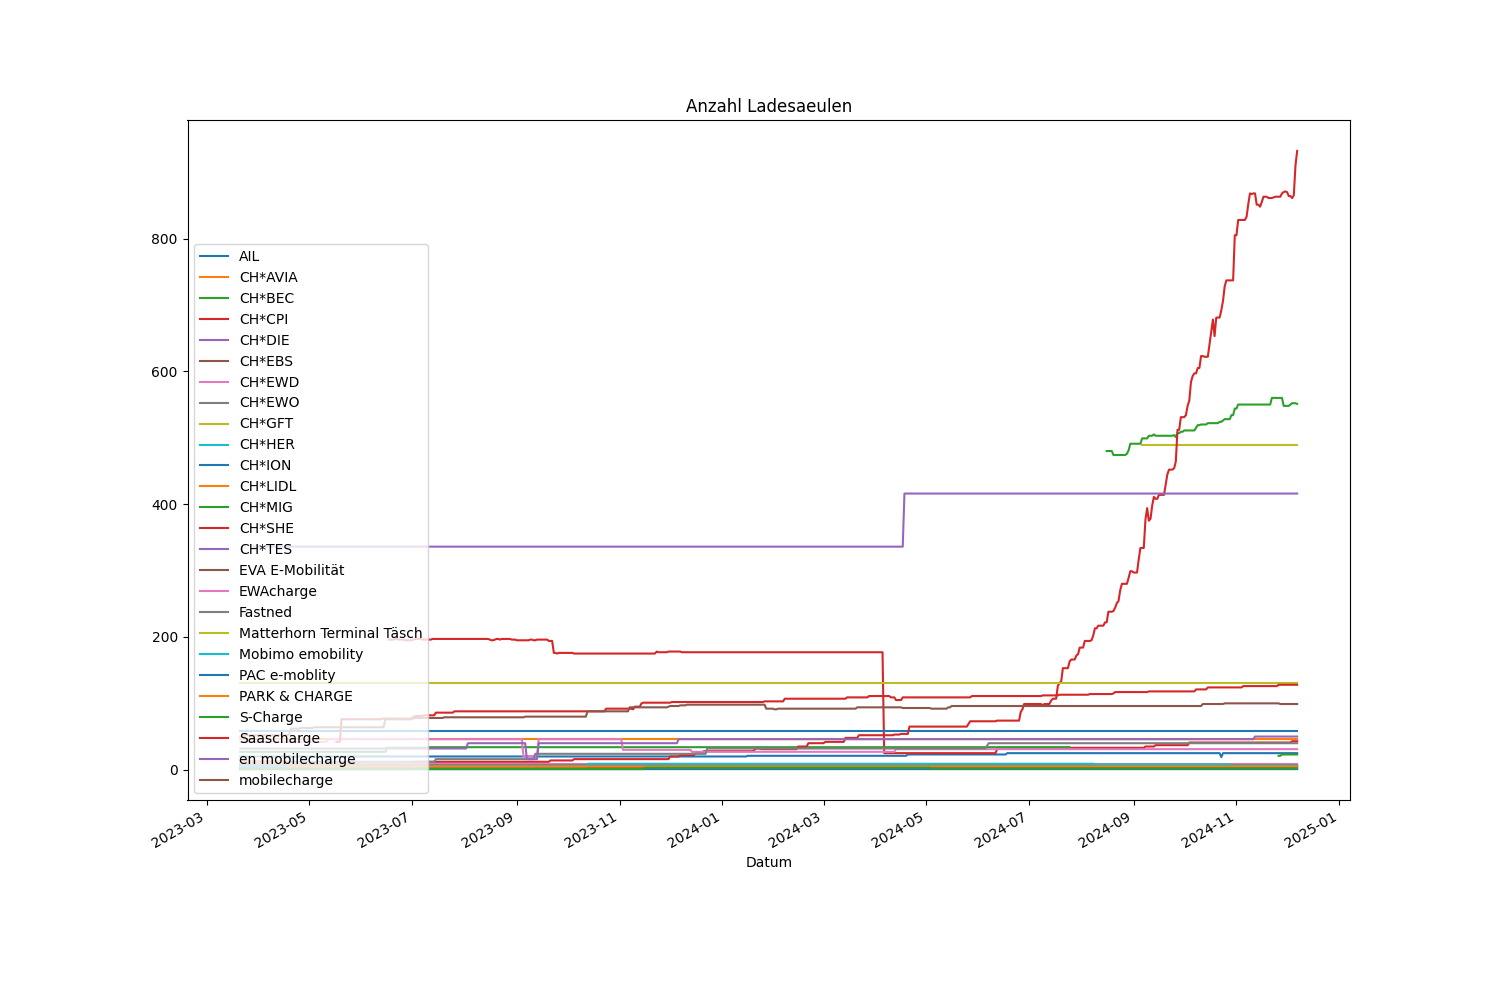 Anzahl Ladesaeulen
800
600
400
200
0
AIL
CH*AVIA
CH*BEC
CH*CPI
CH*DIE
CH*EBS
CH*EWD
CH*EWO
CH*GFT
CH*HER
CH*ION
CH*LIDL
CH*MIG
CH*SHE
CH*TES
EVA E-Mobilität
EWAcharge
Fastned
Matterhorn Terminal Täsch
Mobimo emobility
PAC e-moblity
PARK & CHARGE
S-Charge
Saascharge
en mobilecharge
mobilecharge
2023-03
2023-05
2023-07
2023-09
2023-11
2024-01
2024-03
2024-05
2024-07
2024-09
2024-11
2025-01
Datum